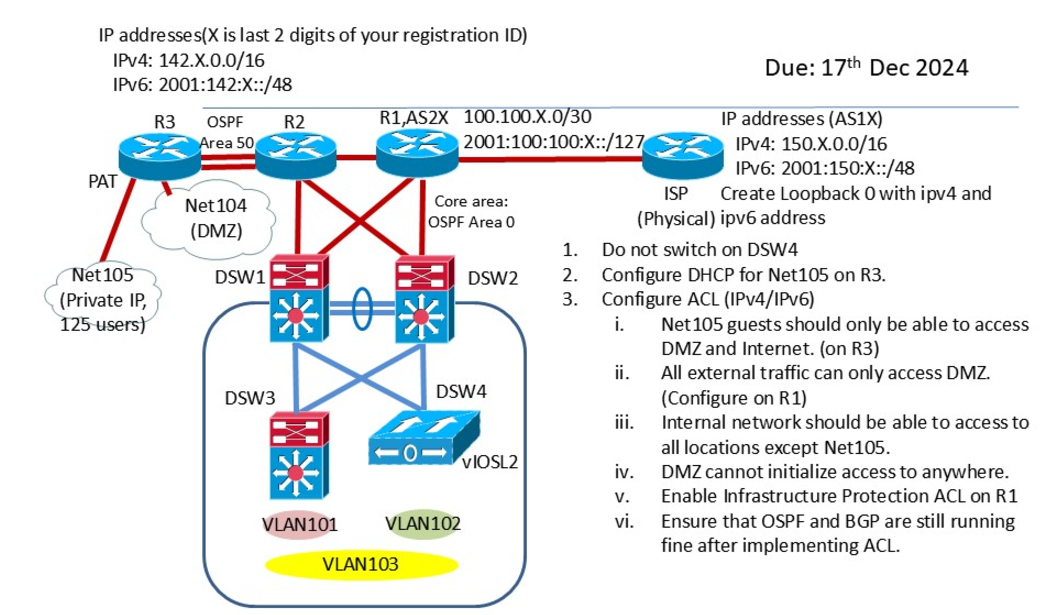 IP addresses(X is last 2 digits of your registration ID)
IPv4: 142.X.0.0/16
IPv6: 2001:142:X::/48
Due: 17th Dec 2024
R3
OSPF
Area 50
R2
R1,AS2X
100.100.X.0/30
2001:100:100:X::/127
IP addresses (AS1X)
IPv4: 150.X.0.0/16
IPv6: 2001:150:X::/48
PAT
ISP
(Physical)
Create Loopback 0 with ipv4 and
ipv6 address
Net104
(DMZ)
Core area:
OSPF Area 0
Net105
(Private IP,
125 users)
DSW1
DSW2
DSW3
DSW4
vIOSL2
VLAN101
VLAN102
VLAN103
1. Do not switch on DSW4
2. Configure DHCP for Net105 on R3.
3. Configure ACL (IPv4/IPv6)
i. Net105 guests should only be able to access
DMZ and Internet. (on R3)
ii. All external traffic can only access DMZ.
(Configure on R1)
iii. Internal network should be able to access to
all locations except Net105.
iv. DMZ cannot initialize access to anywhere.
v. Enable Infrastructure Protection ACL on R1
vi. Ensure that OSPF and BGP are still running
fine after implementing ACL.